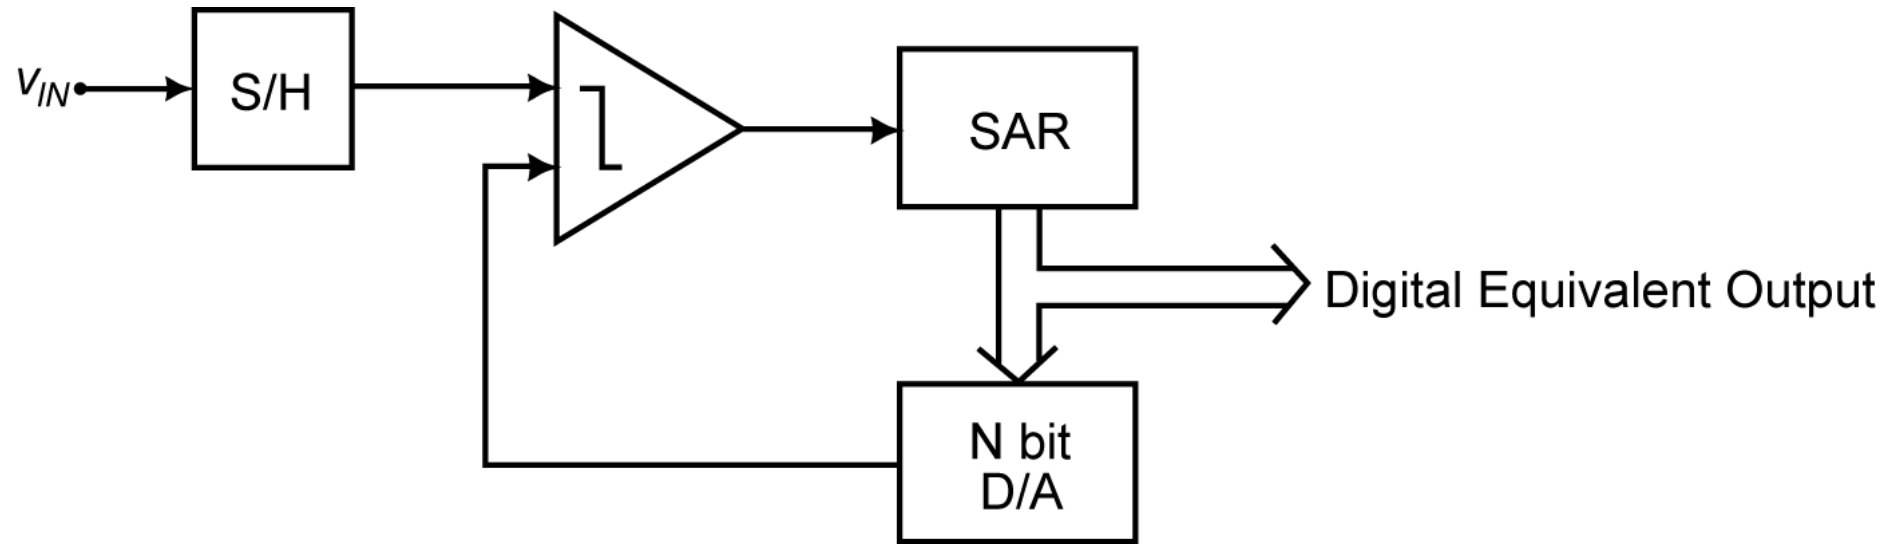 v_IN
S/H
SAR
Digital Equivalent Output
N bit
D/A